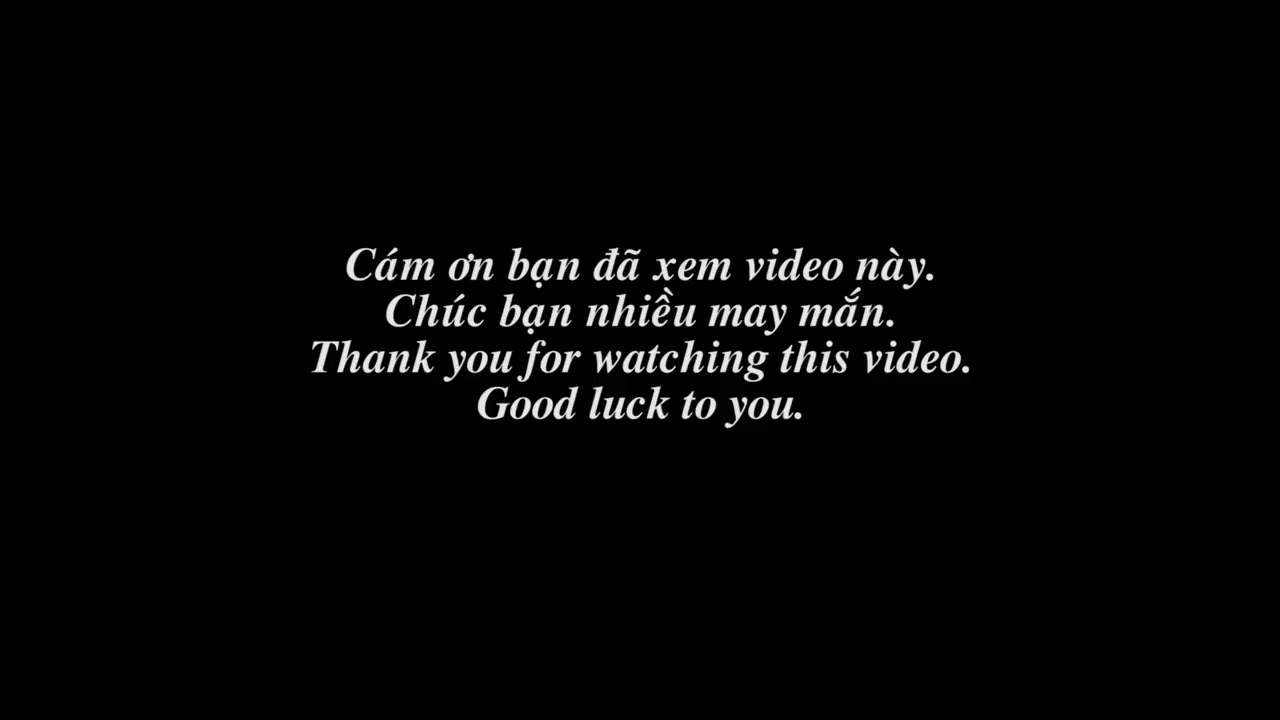 Cám ơn bạn đã xem video này.
Chúc bạn nhiều may mắn.
Thank you for watching this video.
Good luck to you.